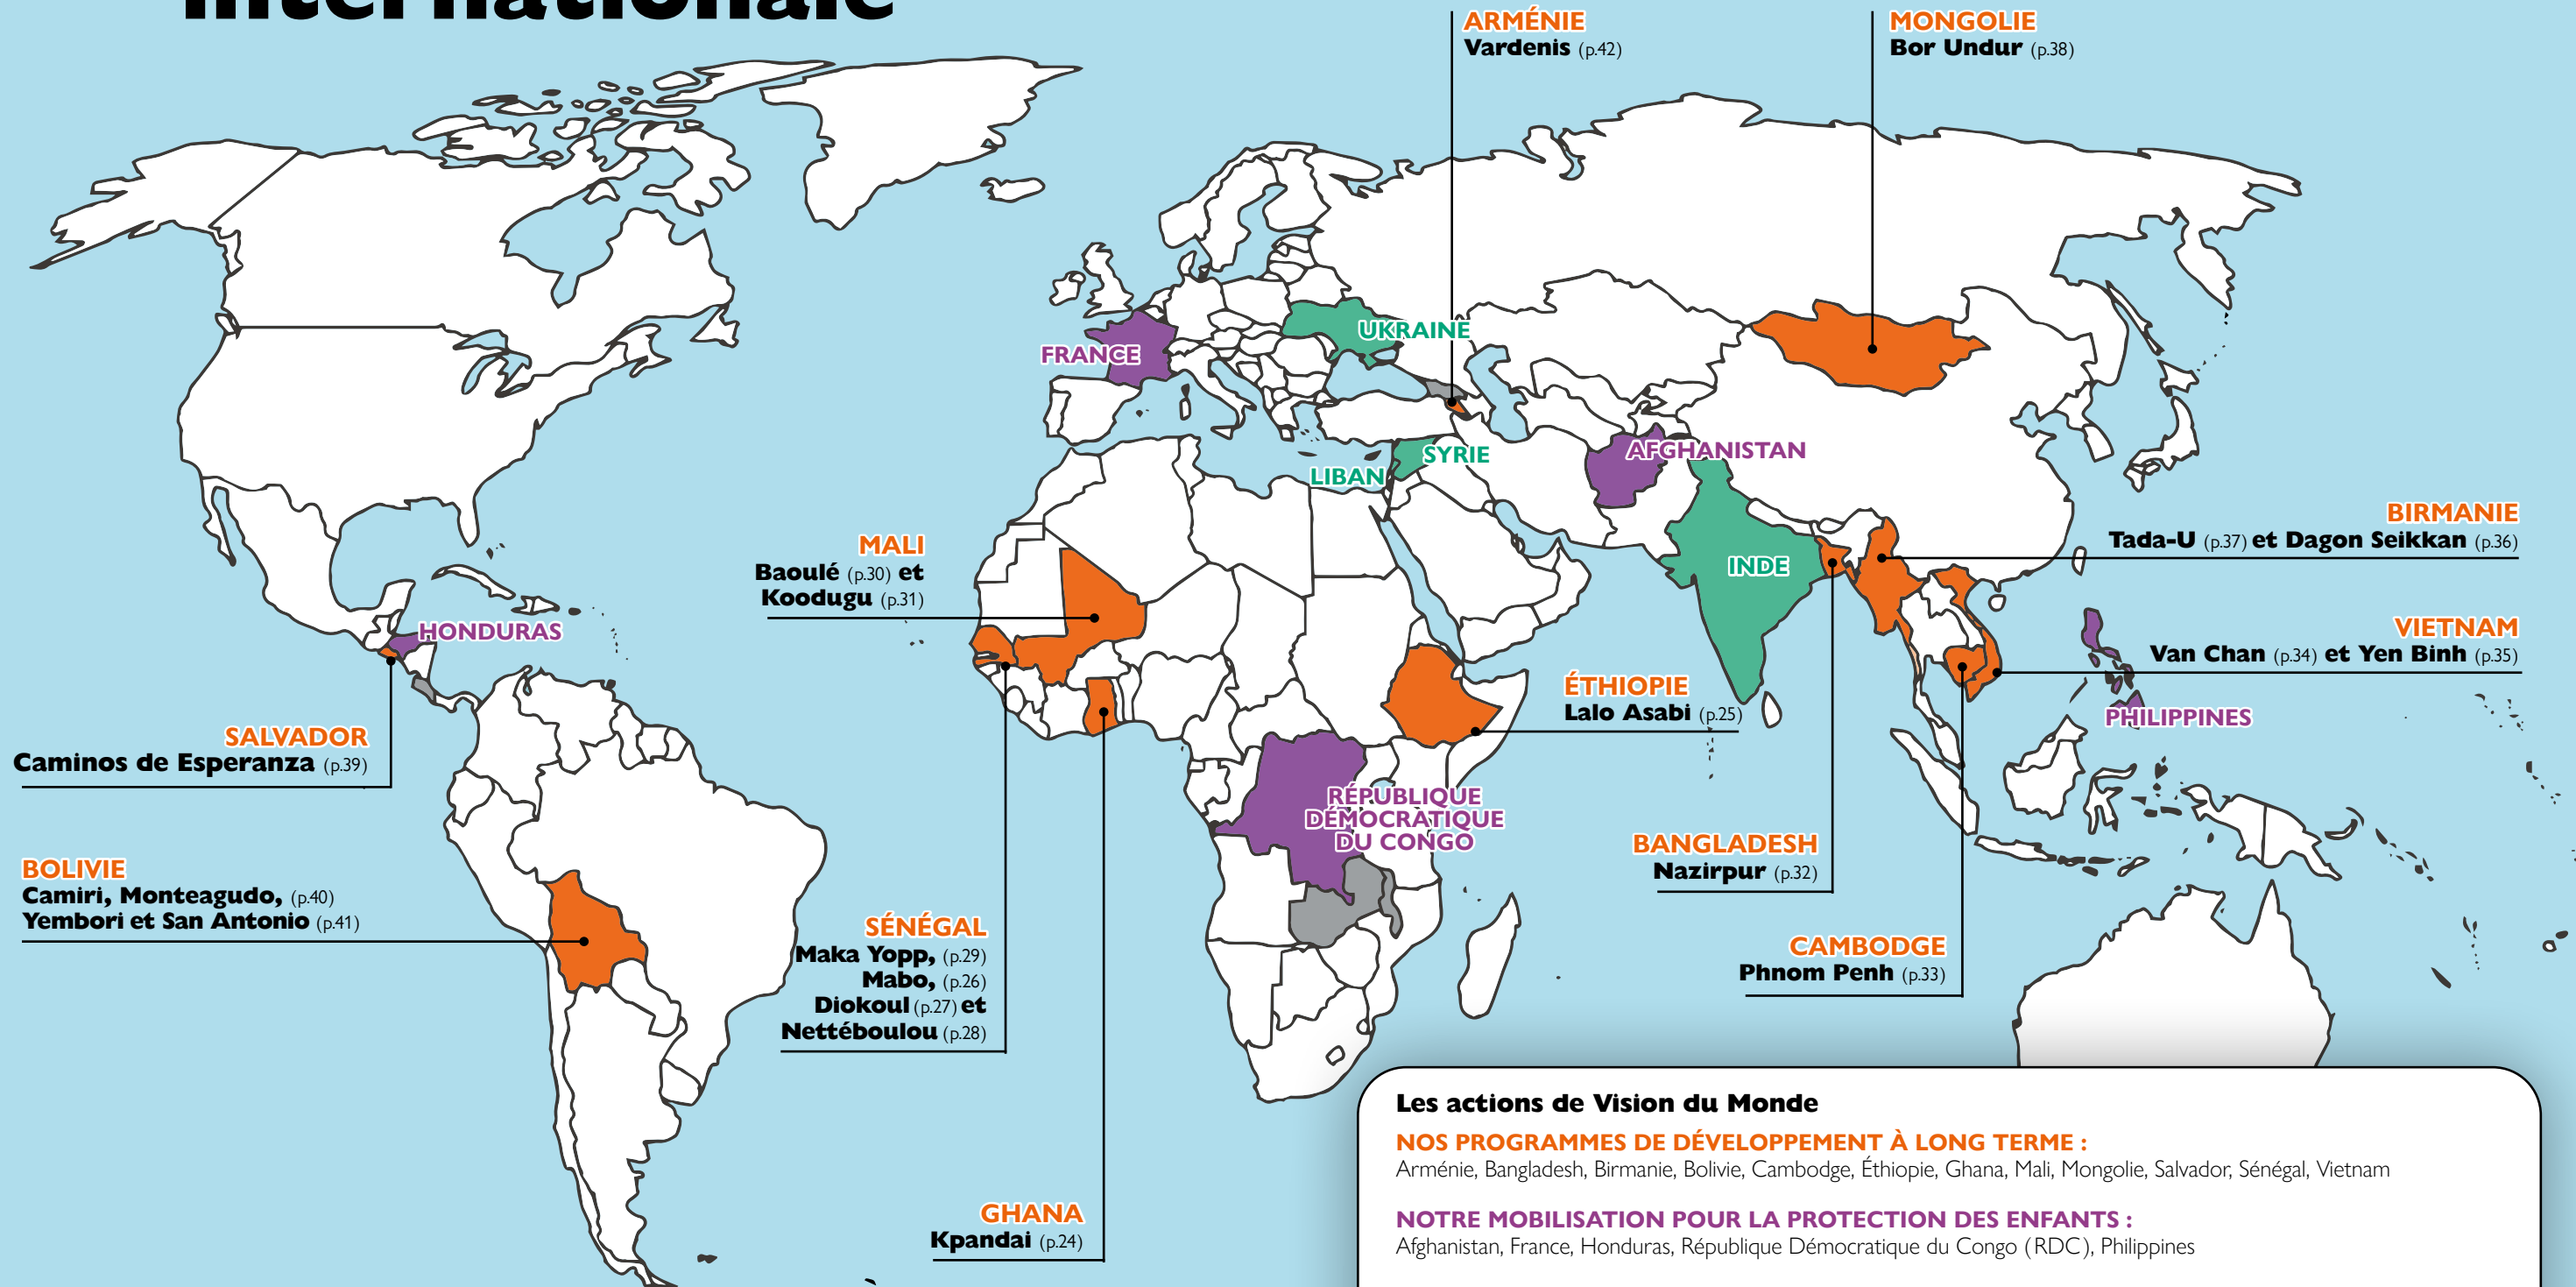 internationale
ARMÉNIE
Vardenis (p.42)
MONGOLIE
Bor Undur (p.38)
UKRAINE
FRANCE
SYRIE
LIBAN
AFGHANISTAN
INDE
BIRMANIE
Tada-U (p.37) et Dagon Seikkan (p.36)
MALI
Baoulé (p.30) et
Koodugu (p.31)
HONDURAS
VIETNAM
Van Chan (p.34) et Yen Binh (p.35)
PHILIPPINES
ÉTHIOPIE
Lalo Asabi (p.25)
SALVADOR
Caminos de Esperanza (p.39)
RÉPUBLIQUE
DÉMOCRATIQUE
DU CONGO
BANGLADESH
Nazirpur (p.32)
BOLIVIE
Camiri, Monteagudo, (p.40)
Yembori et San Antonio (p.41)
SÉNÉGAL
Maka Yopp, (p.29)
Mabo, (p.26)
Diokoul (p.27) et
Nettéboulou (p.28)
CAMBODGE
Phnom Penh (p.33)
GHANA
Kpandai (p.24)
Les actions de Vision du Monde
NOS PROGRAMMES DE DÉVELOPPEMENT À LONG TERME :
Arménie, Bangladesh, Birmanie, Bolivie, Cambodge, Éthiopie, Ghana, Mali, Mongolie, Salvador, Sénégal, Vietnam
NOTRE MOBILISATION POUR LA PROTECTION DES ENFANTS :
Afghanistan, France, Honduras, République Démocratique du Congo (RDC), Philippines